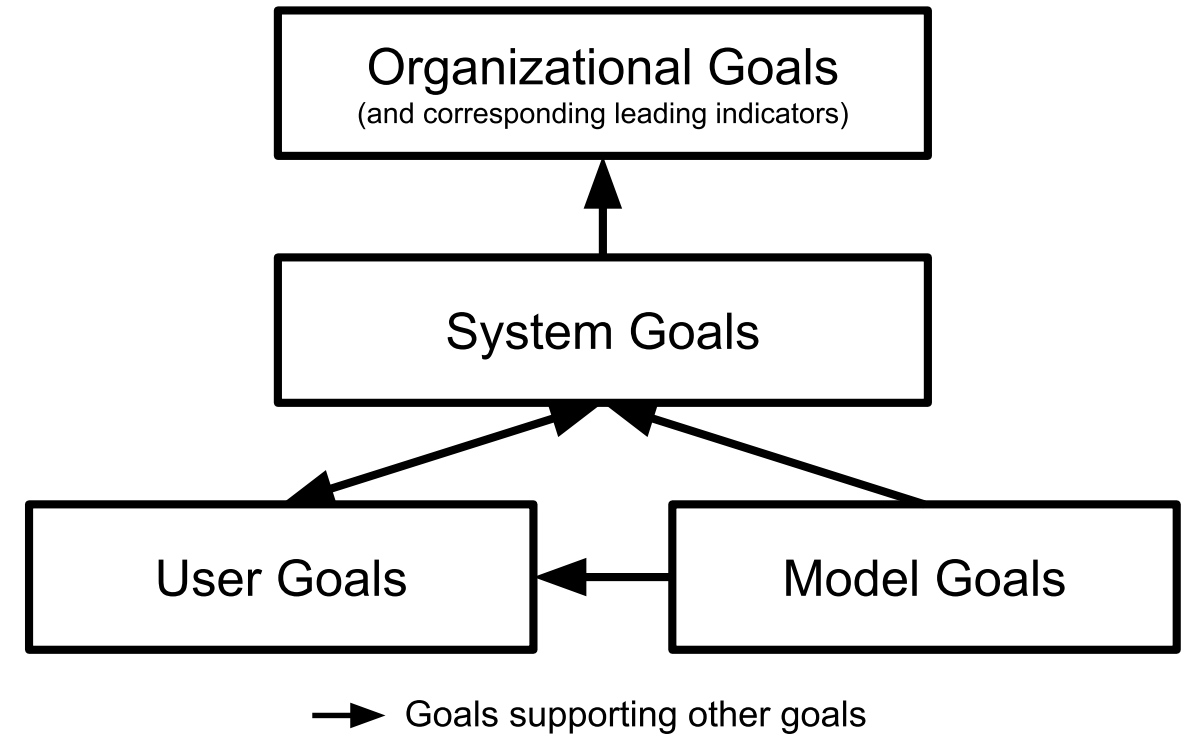 Organizational Goals
(and corresponding leading indicators)
System Goals
User Goals
Model Goals
Goals supporting other goals